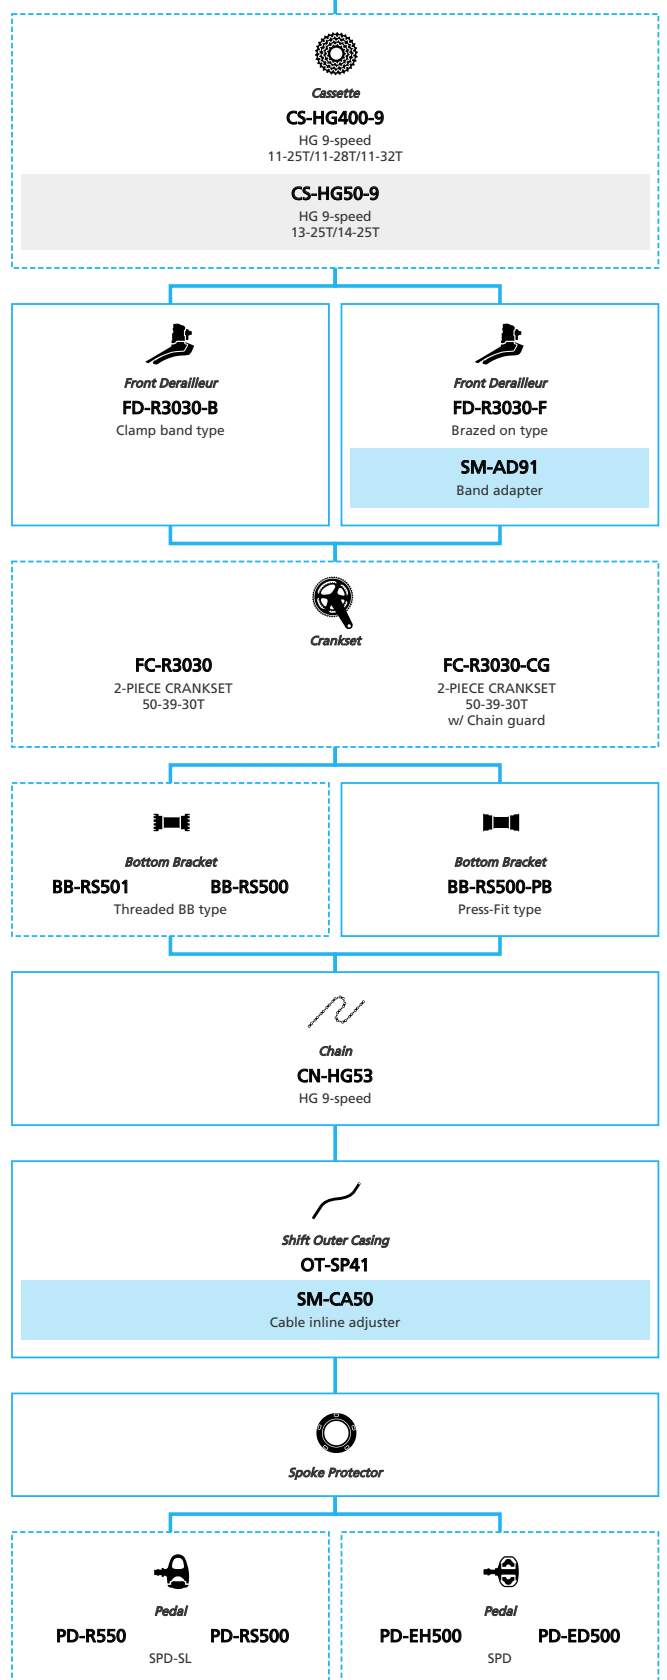 Cassette
CS-HG400-9
HG 9-speed
11-25T/11-28T/11-32T
CS-HG50-9
HG 9-speed
13-25T/14-25T
Front Derailleur
FD-R3030-B
Clamp band type
Front Derailleur
FD-R3030-F
Brazed on type
SM-AD91
Band adapter
Crankset
FC-R3030
2-PIECE CRANKSET
50-39-30T
FC-R3030-CG
2-PIECE CRANKSET
50-39-30T
w/ Chain guard
Bottom Bracket
BB-RS501 BB-RS500
Threaded BB type
Bottom Bracket
BB-RS500-PB
Press-Fit type
Chain
CN-HG53
HG 9-speed
Shift Outer Casing
OT-SP41
SM-CA50
Cable inline adjuster
Spoke Protector
Pedal
PD-R550 PD-RS500
SPD-SL
Pedal
PD-EH500 PD-ED500
SPD